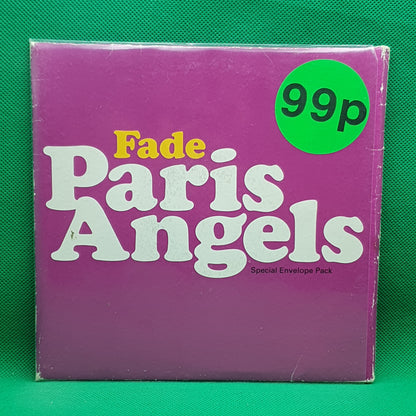 99p
Fade
Paris
Angels
Special Envelope Pack